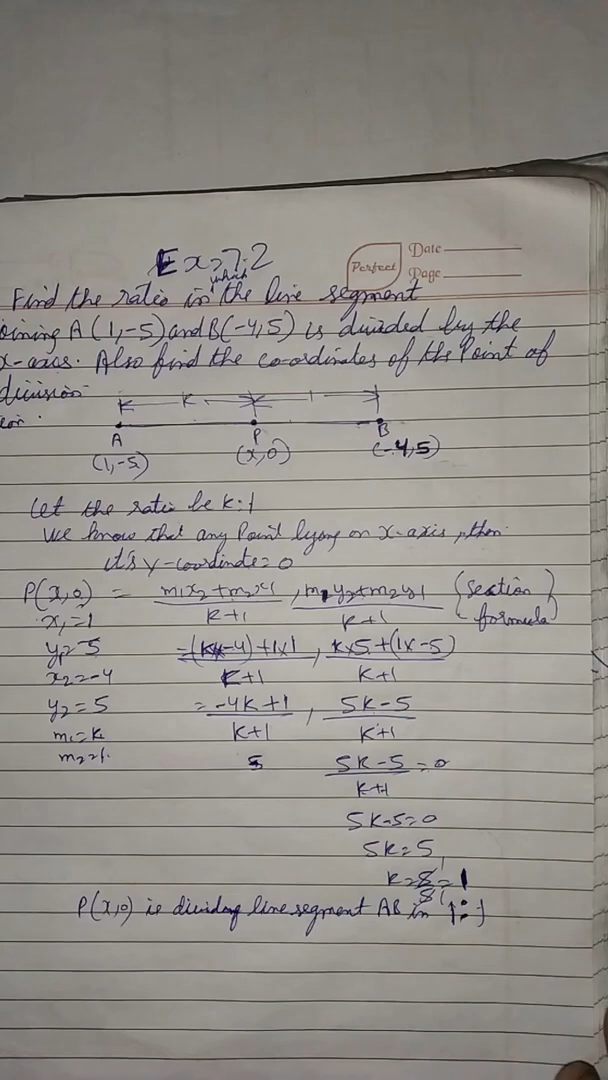 Ex 7.2
Perfect
Date
Page
which
Find the ratio in the line segment
oining A(1,-5) and B(-4,5) is divided by the
x-axis. Also find the co-ordinates of the Point of
division
K K 1
A P B
(1,-5) (x,0) (-4,5)
Let the ratio be K:1
We know that any Point lying on x-axis, then
it's Y-coordinate=0
P(x,0) = m1x2+m2x1 / K+1 , m1y2+m2y1 / K+1 (section formula)
x1=1
y1=-5 =(K×-4)+1×1 / K+1 , K×5+(1×-5) / K+1
x2=-4
y2=5 = -4K+1 / K+1 , 5K-5 / K+1
m1=K
m2=1 5K-5 / K+1 =0
5K-5=0
5K=5
K=5/5=1
P(x,0) is dividing line segment AB in 1:1